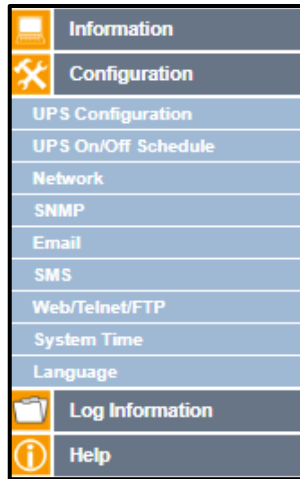 Information
Configuration
UPS Configuration
UPS On/Off Schedule
Network
SNMP
Email
SMS
Web/Telnet/FTP
System Time
Language
Log Information
Help